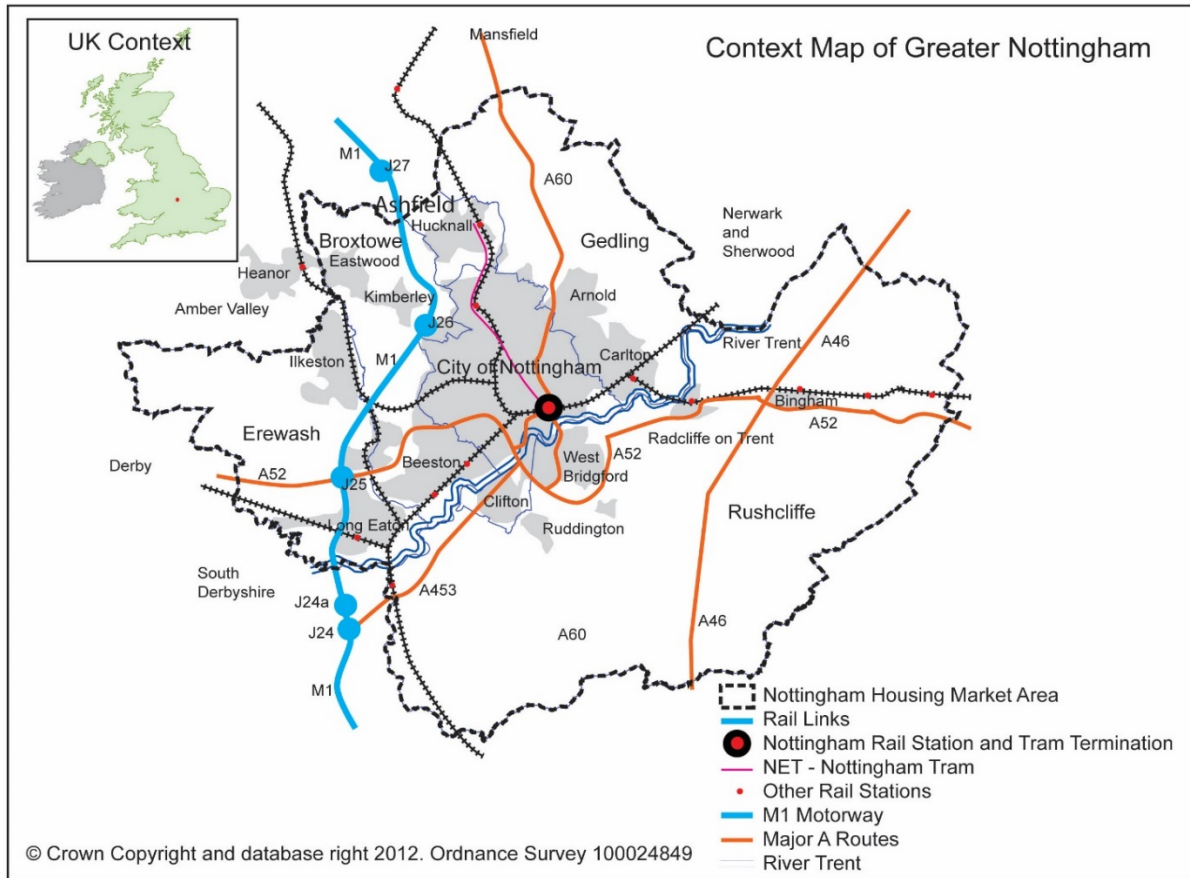 UK Context
Context Map of Greater Nottingham
Mansfield
M1
J27
A60
Ashfield
Hucknall
Nerwark
and
Sherwood
Broxtowe
Eastwood
Gedling
Heanor
Kimberley
Arnold
Amber Valley
J26
River Trent
A46
M1
Ilkeston
Carlton
City of Nottingham
Bingham
A52
Erewash
Radcliffe on Trent
Derby
A52
Beeston
West
Bridgford
A52
J25
Clifton
Rushcliffe
Long Eaton
Ruddington
South
Derbyshire
A453
J24a
J24
A60
A46
M1
Nottingham Housing Market Area
Rail Links
Nottingham Rail Station and Tram Termination
NET - Nottingham Tram
Other Rail Stations
M1 Motorway
Major A Routes
River Trent
© Crown Copyright and database right 2012. Ordnance Survey 100024849